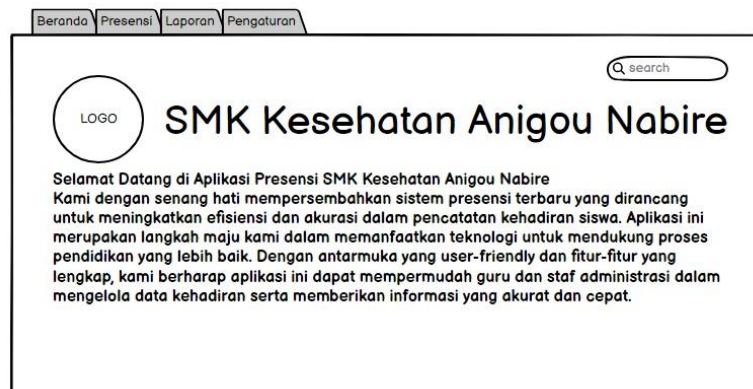 Beranda Presensi Laporan Pengaturan
search
LOGO
SMK Kesehatan Anigou Nabire
Selamat Datang di Aplikasi Presensi SMK Kesehatan Anigou Nabire
Kami dengan senang hati mempersembahkan sistem presensi terbaru yang dirancang
untuk meningkatkan efisiensi dan akurasi dalam pencatatan kehadiran siswa. Aplikasi ini
merupakan langkah maju kami dalam memanfaatkan teknologi untuk mendukung proses
pendidikan yang lebih baik. Dengan antarmuka yang user-friendly dan fitur-fitur yang
lengkap, kami berharap aplikasi ini dapat mempermudah guru dan staf administrasi dalam
mengelola data kehadiran serta memberikan informasi yang akurat dan cepat.